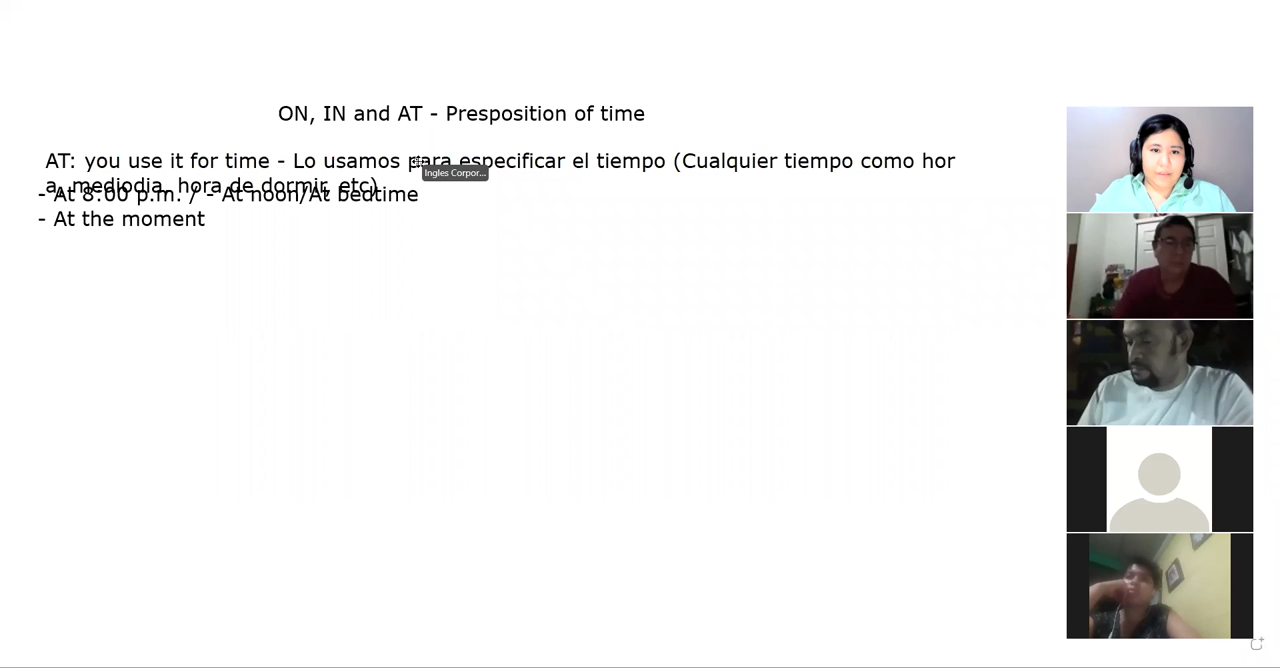 ON, IN and AT - Presposition of time
AT: you use it for time - Lo usamos para especificar el tiempo (Cualquier tiempo como hor
a, mediodia, hora de dormir, etc)
- At 8:00 p.m. / - At noon/At bedtime
- At the moment
Ingles Corpor...